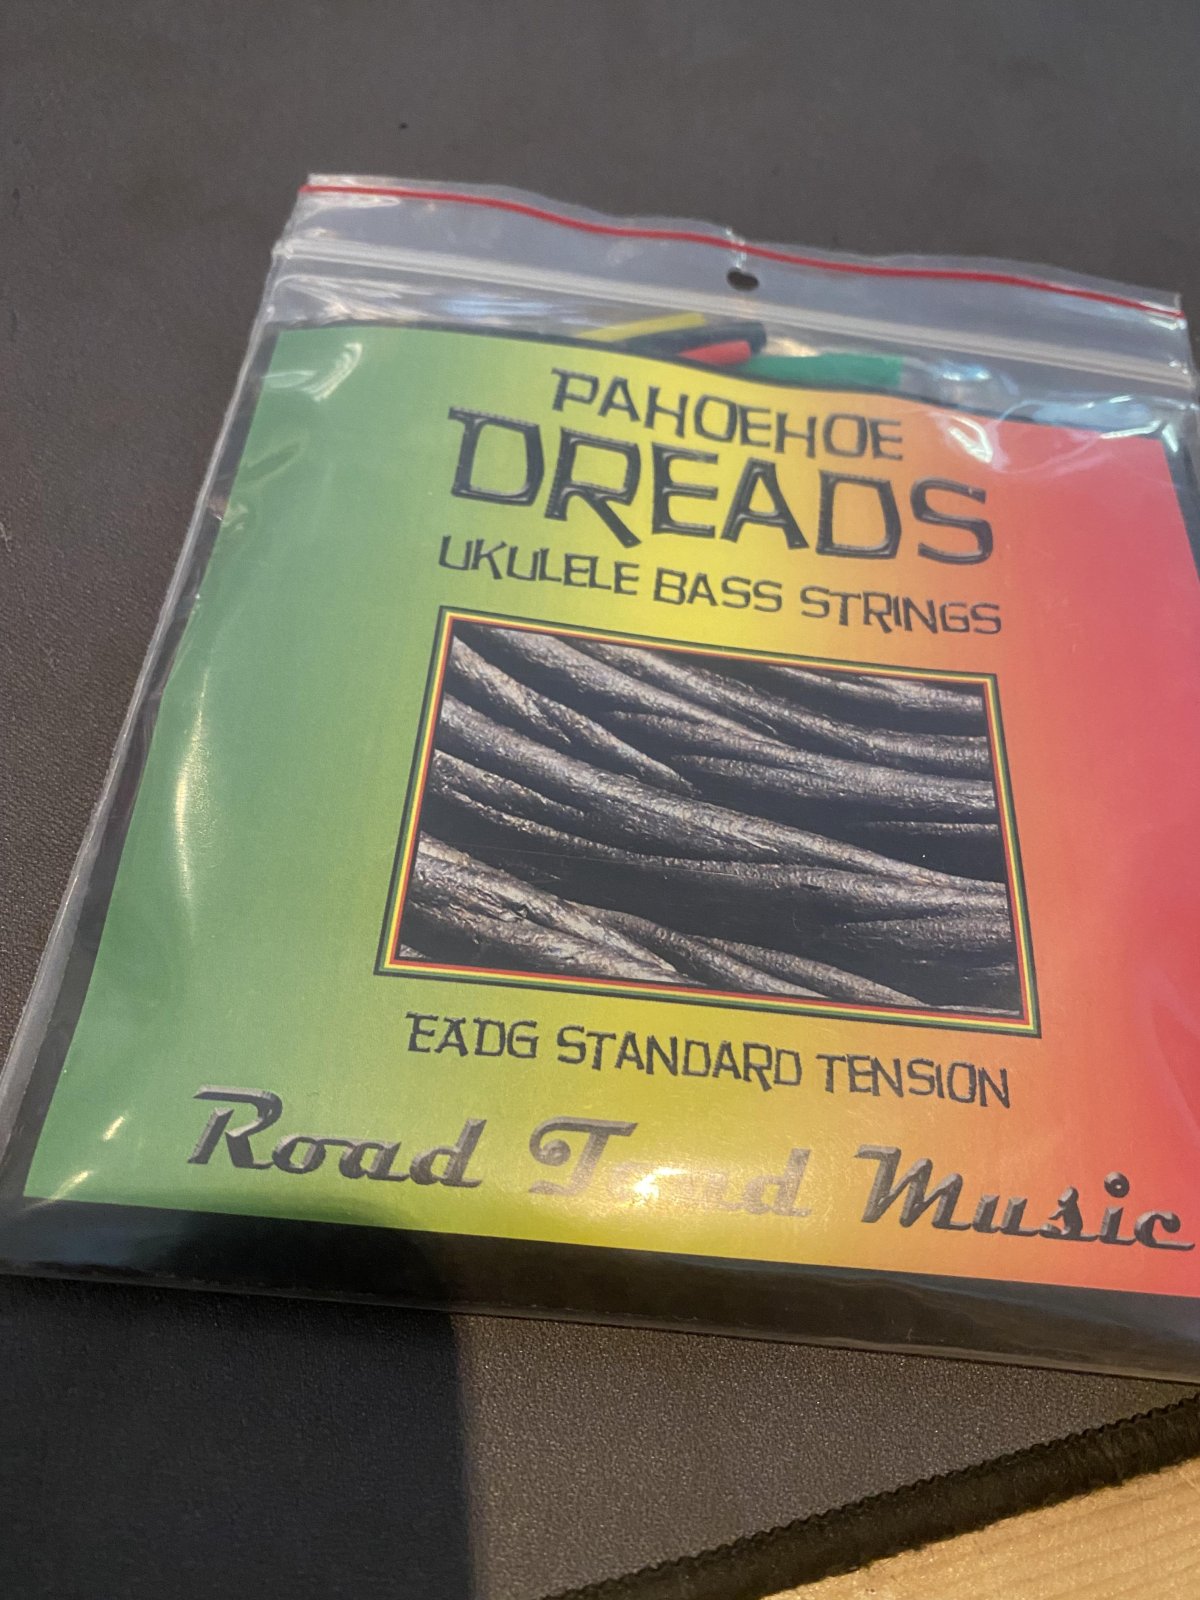 PAHOEHOE
DREADS
UKULELE BASS STRINGS
EADG STANDARD TENSION
Road Toad Music